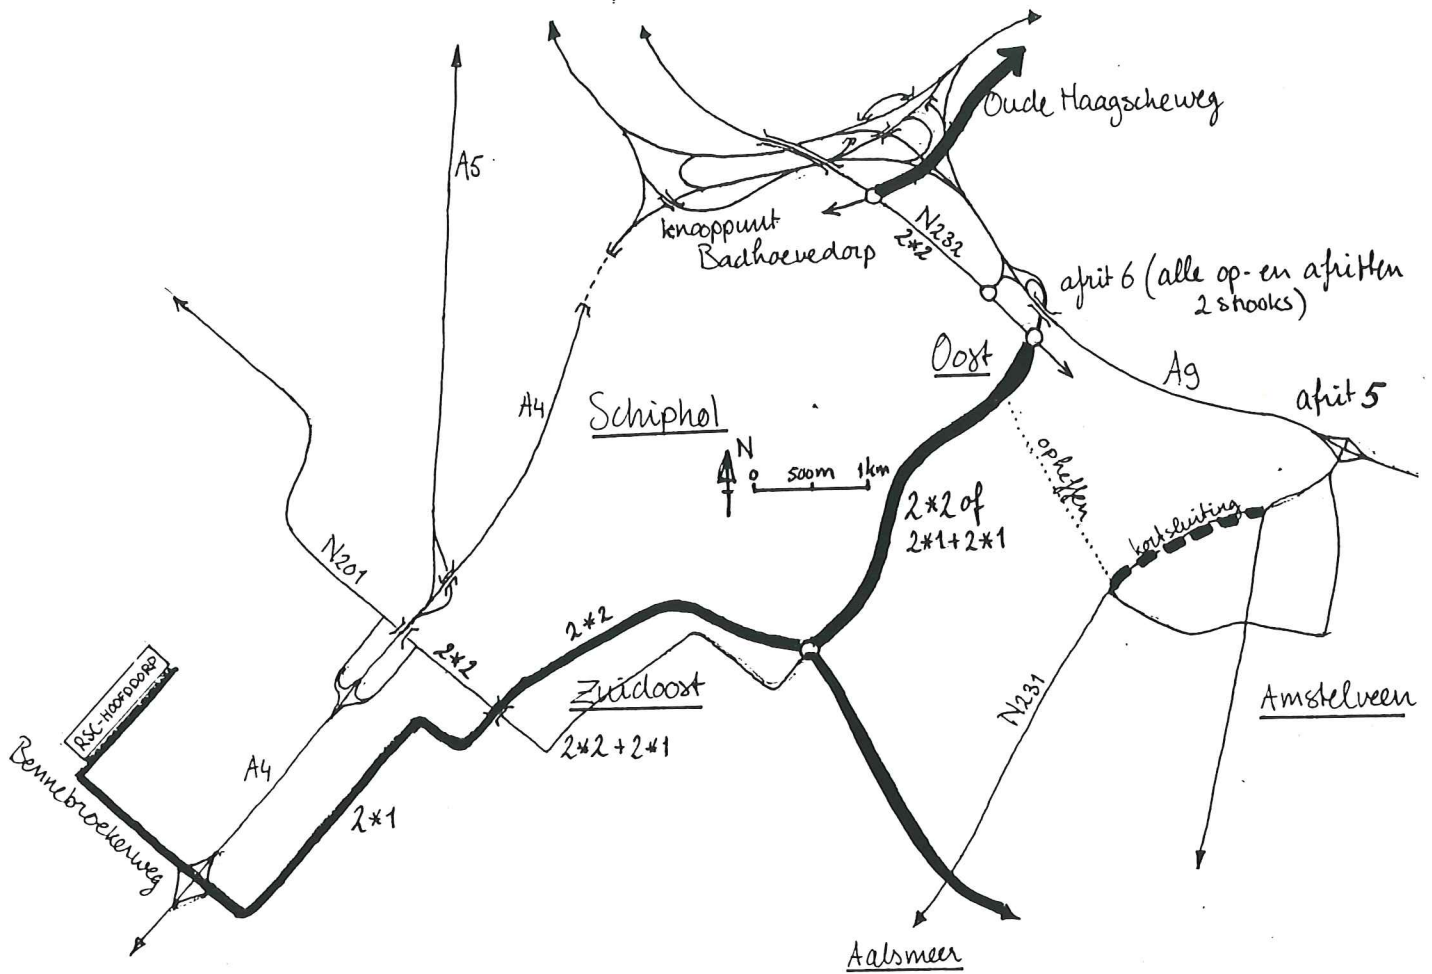 Oude Haagscheweg
A5
knooppunt
Badhoevedorp
N232
2*2
afrit 6 (alle op- en afritten
2 strooks)
Oost
A9
afrit 5
A4
Schiphol
N
0 500m 1km
opheffen
2*2 of
2*1+2*1
kortsluiting
N201
2*2
2*2
Zuidoost
2*2+2*1
N231
Amstelveen
RSC-HOOFDDORP
Bennebroekerweg
A4
2*1
Aalsmeer